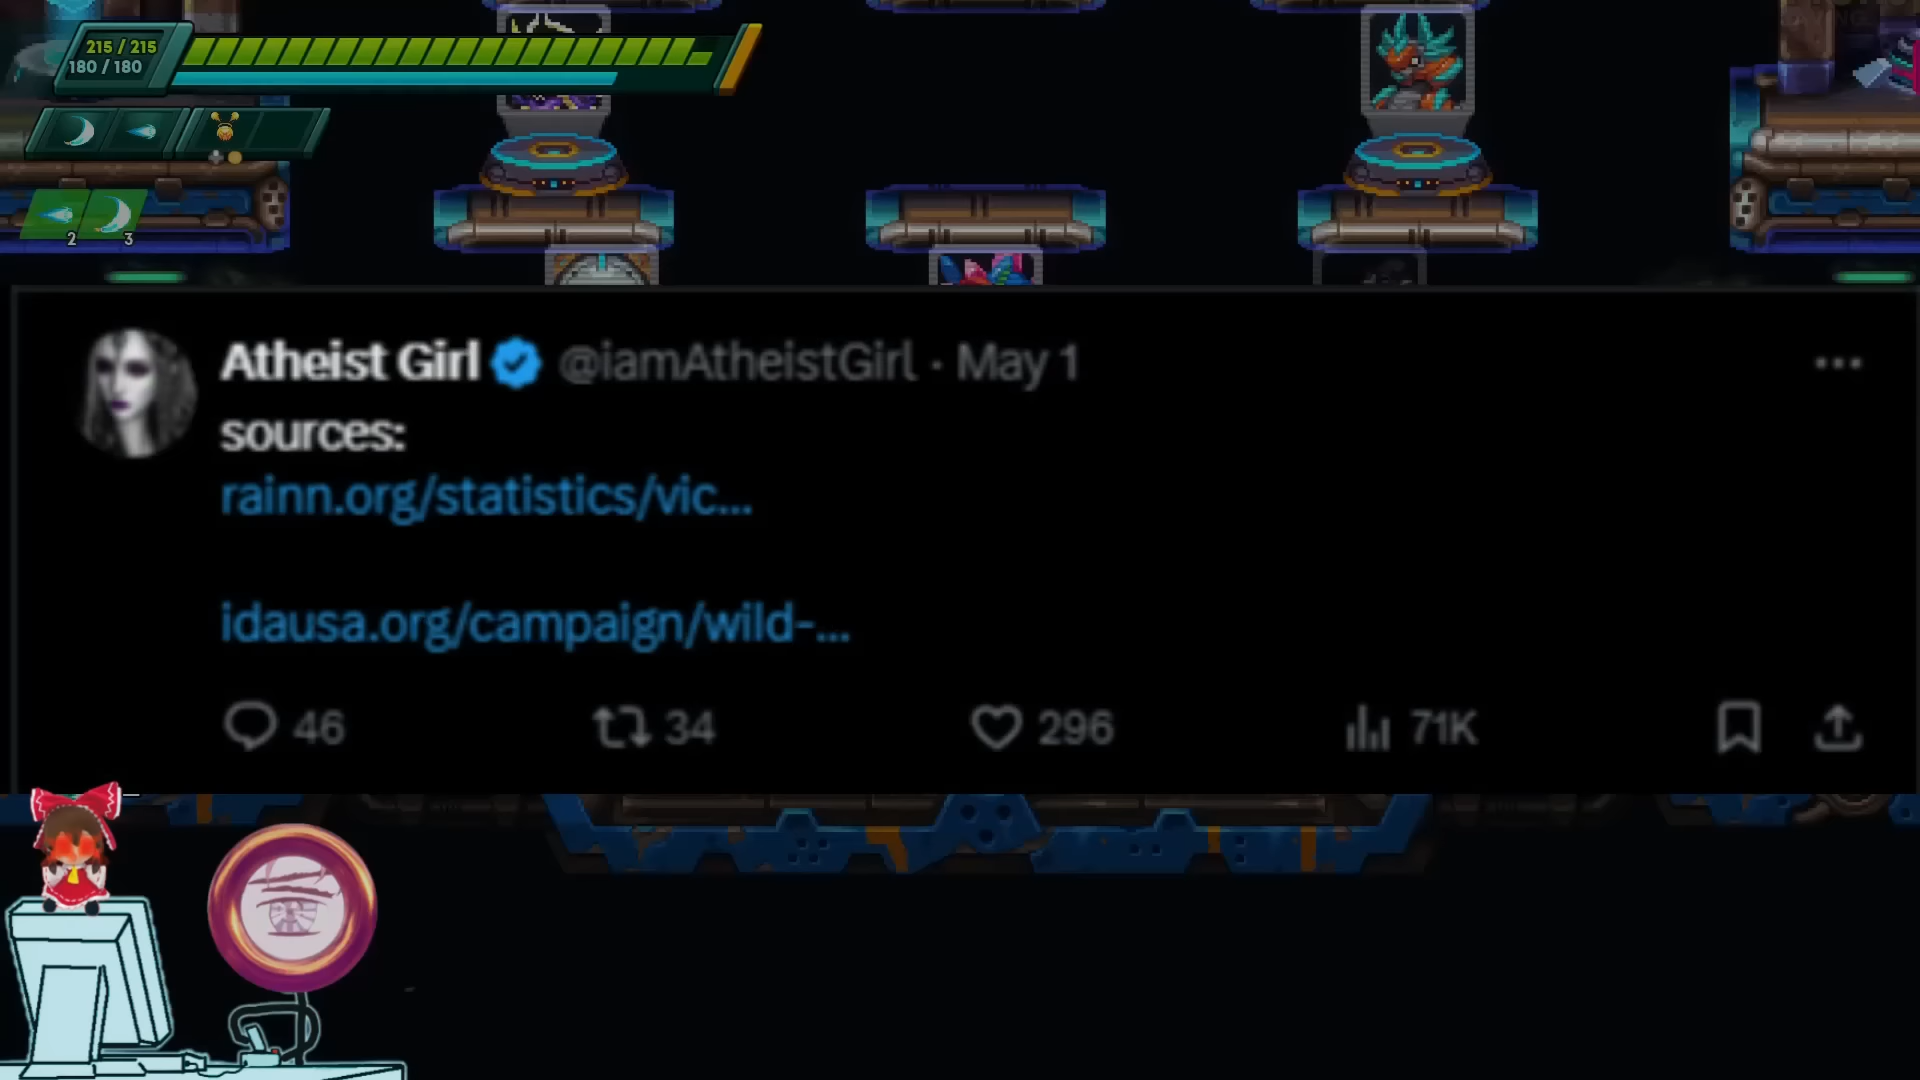 215 / 215
180 / 180
2
3
Atheist Girl @iamAtheistGirl · May 1
sources:
rainn.org/statistics/vic...
idausa.org/campaign/wild-...
46 34 296 71K